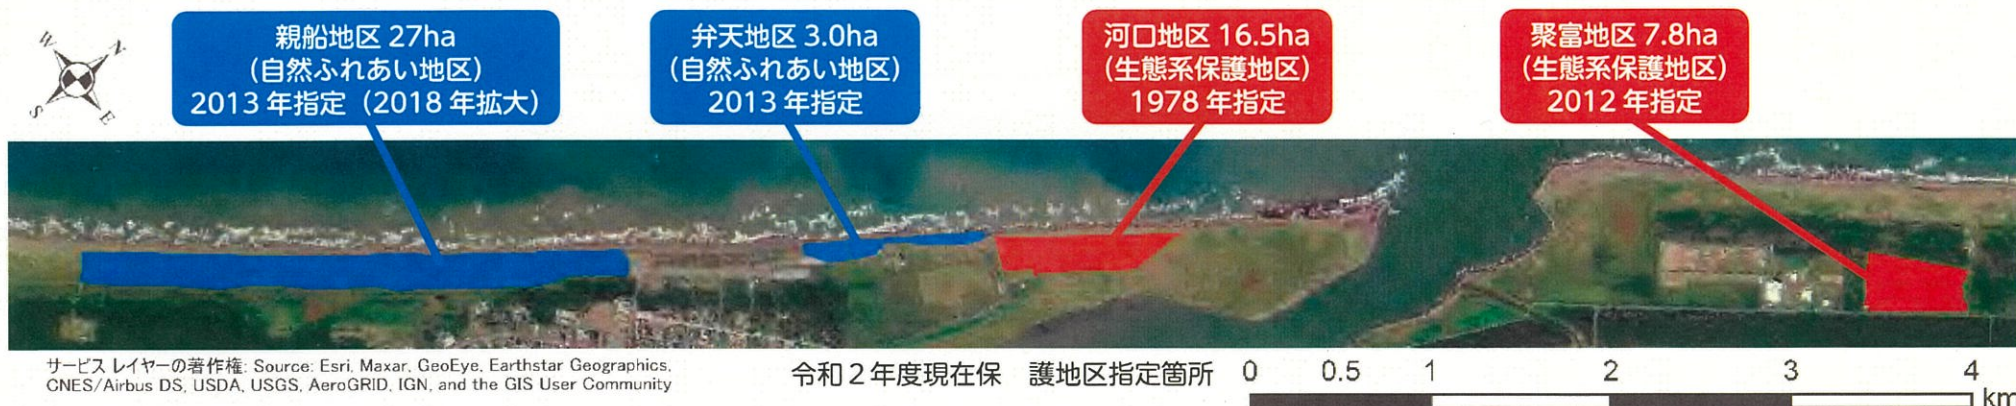 W
N
S
E
親船地区 27ha
（自然ふれあい地区）
2013 年指定（2018 年拡大）
弁天地区 3.0ha
（自然ふれあい地区）
2013 年指定
河口地区 16.5ha
（生態系保護地区）
1978 年指定
聚富地区 7.8ha
（生態系保護地区）
2012 年指定
サービス レイヤーの著作権: Source: Esri, Maxar, GeoEye, Earthstar Geographics,
CNES/Airbus DS, USDA, USGS, AeroGRID, IGN, and the GIS User Community
令和２年度現在保　護地区指定箇所
0 0.5 1 2 3 4
km